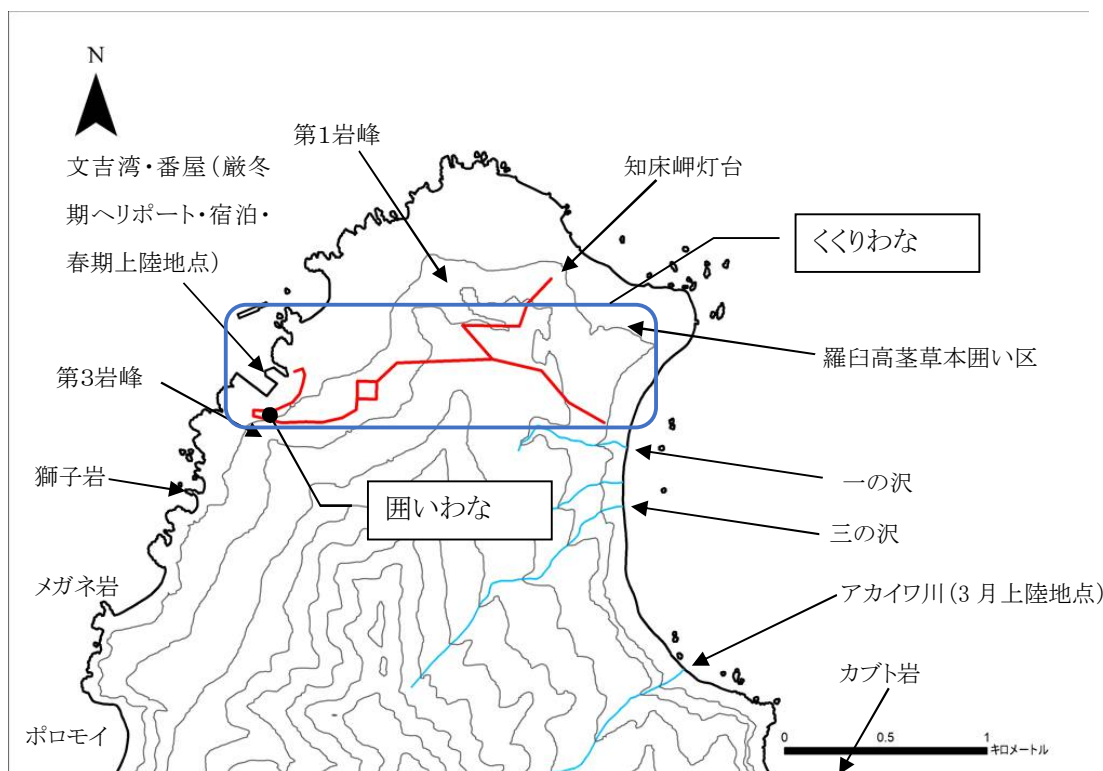 N
第1岩峰
知床岬灯台
文吉湾・番屋(厳冬
期ヘリポート・宿泊・
春期上陸地点)
くくりわな
羅臼高茎草本囲い区
第3岩峰
獅子岩
囲いわな
一の沢
三の沢
メガネ岩
アカイワ川(3 月上陸地点)
カブト岩
ポロモイ
0 0.5 1
キロメートル